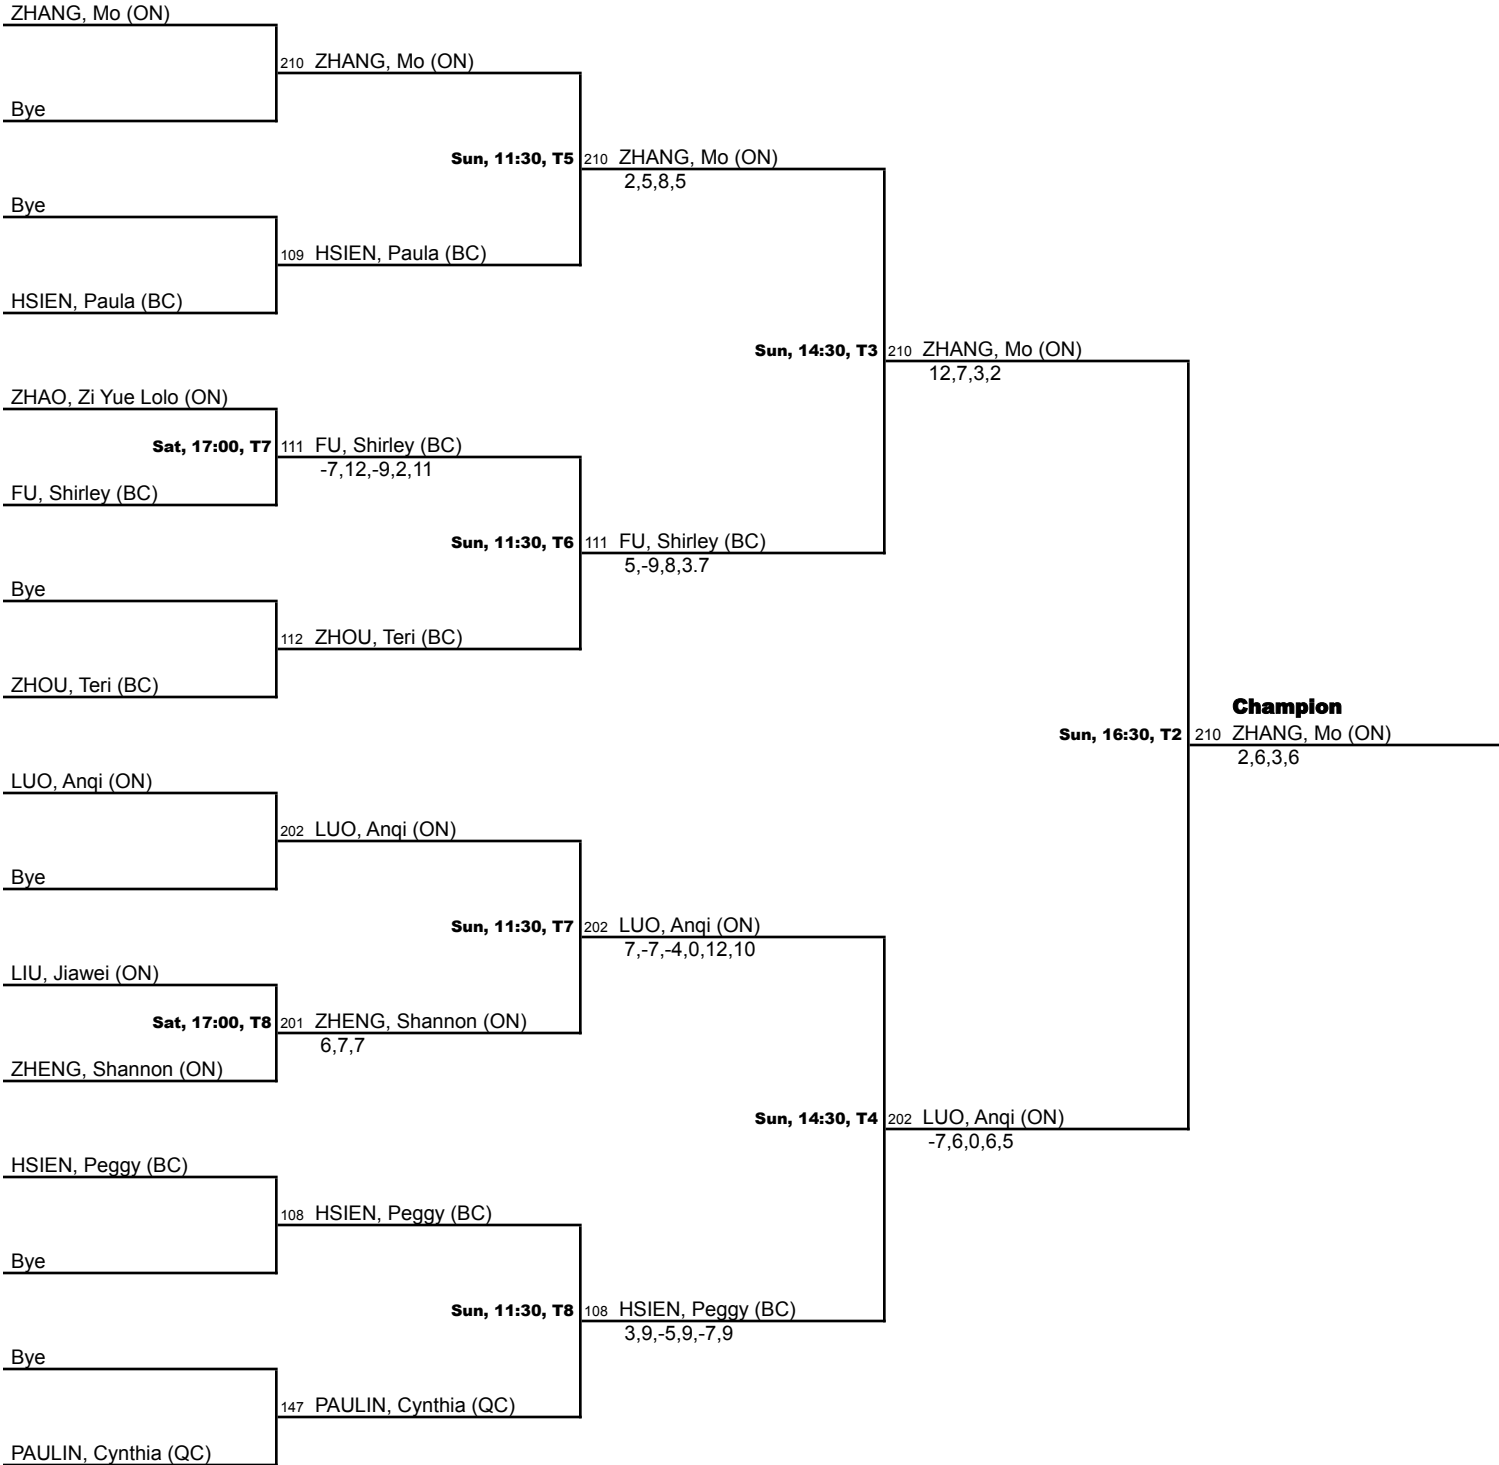 ZHANG, Mo (ON)
210 ZHANG, Mo (ON)
Bye
Sun, 11:30, T5 210 ZHANG, Mo (ON)
2,5,8,5
Bye
109 HSIEN, Paula (BC)
HSIEN, Paula (BC)
Sun, 14:30, T3 210 ZHANG, Mo (ON)
12,7,3,2
ZHAO, Zi Yue Lolo (ON)
Sat, 17:00, T7 111 FU, Shirley (BC)
-7,12,-9,2,11
FU, Shirley (BC)
Sun, 11:30, T6 111 FU, Shirley (BC)
5,-9,8,3.7
Bye
112 ZHOU, Teri (BC)
ZHOU, Teri (BC)
Champion
Sun, 16:30, T2 210 ZHANG, Mo (ON)
2,6,3,6
LUO, Anqi (ON)
202 LUO, Anqi (ON)
Bye
Sun, 11:30, T7 202 LUO, Anqi (ON)
7,-7,-4,0,12,10
LIU, Jiawei (ON)
Sat, 17:00, T8 201 ZHENG, Shannon (ON)
6,7,7
ZHENG, Shannon (ON)
Sun, 14:30, T4 202 LUO, Anqi (ON)
-7,6,0,6,5
HSIEN, Peggy (BC)
108 HSIEN, Peggy (BC)
Bye
Sun, 11:30, T8 108 HSIEN, Peggy (BC)
3,9,-5,9,-7,9
Bye
147 PAULIN, Cynthia (QC)
PAULIN, Cynthia (QC)